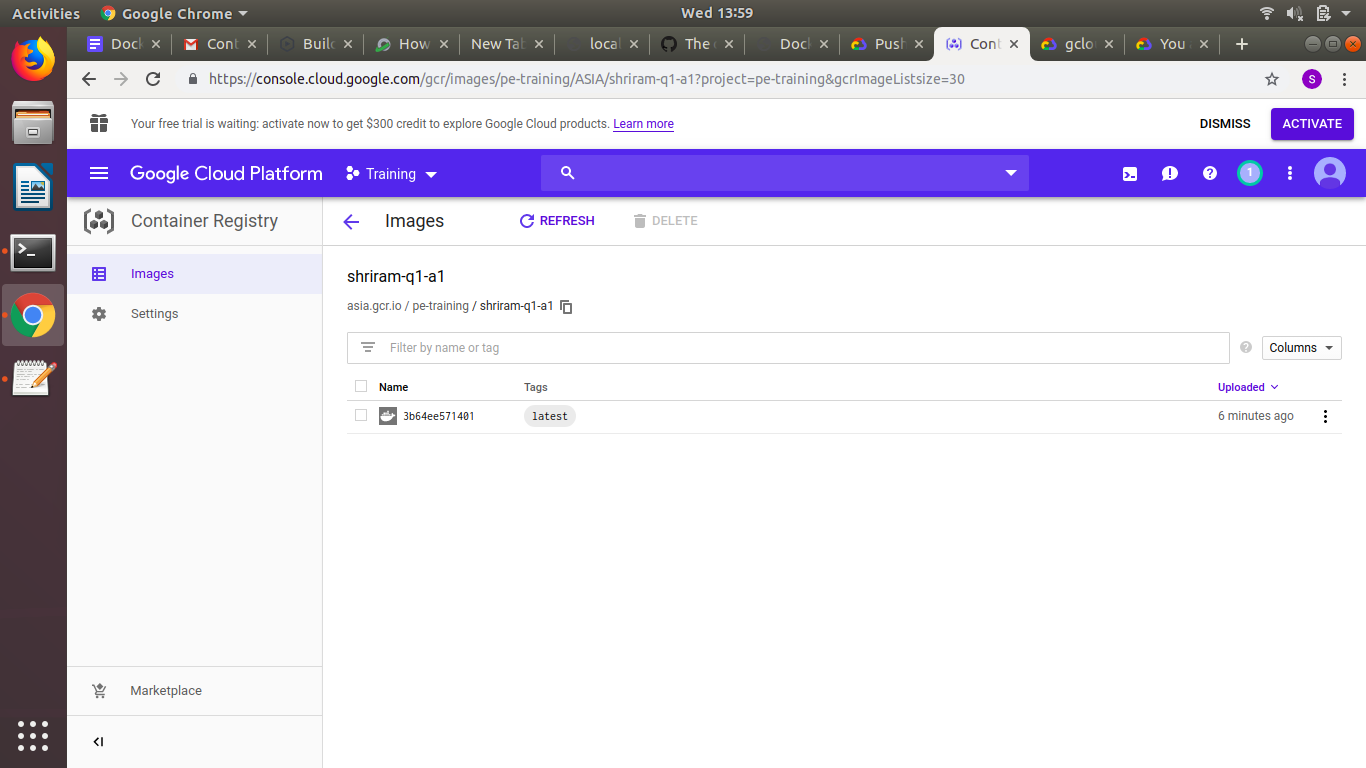 Activities Google Chrome Wed 13:59
Dock Cont Build How New Tab local The Dock Push Cont gclou You
https://console.cloud.google.com/gcr/images/pe-training/ASIA/shriram-q1-a1?project=pe-training&gcrImageListsize=30 S
Your free trial is waiting: activate now to get $300 credit to explore Google Cloud products. Learn more DISMISS ACTIVATE
Google Cloud Platform Training 1
Container Registry Images REFRESH DELETE
Images
Settings
Marketplace
shriram-q1-a1
asia.gcr.io / pe-training / shriram-q1-a1
Filter by name or tag Columns
Name Tags Uploaded
3b64ee571401 latest 6 minutes ago